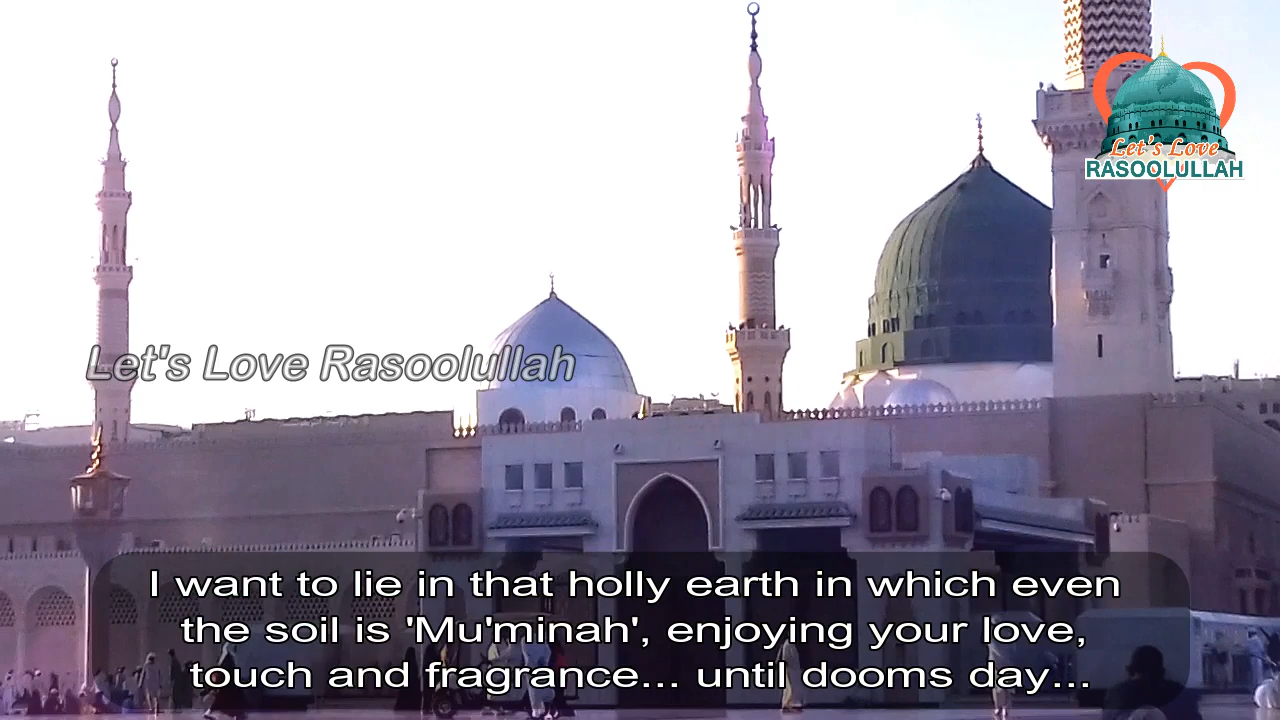 Let's Love
RASOOLULLAH
Let's Love Rasoolullah
I want to lie in that holly earth in which even
the soil is 'Mu'minah', enjoying your love,
touch and fragrance... until dooms day...